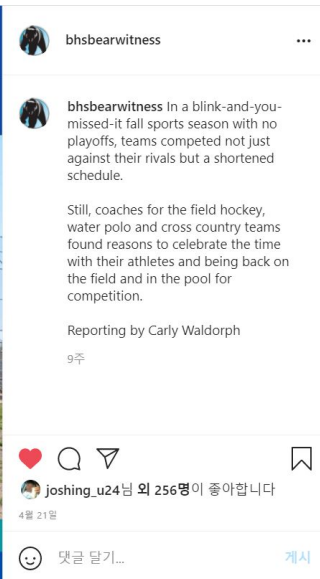 bhsbearwitness
bhsbearwitness In a blink-and-you-
missed-it fall sports season with no
playoffs, teams competed not just
against their rivals but a shortened
schedule.
Still, coaches for the field hockey,
water polo and cross country teams
found reasons to celebrate the time
with their athletes and being back on
the field and in the pool for
competition.
Reporting by Carly Waldorph
9주
joshing_u24님 외 256명이 좋아합니다
4월 21일
댓글 달기...
게시